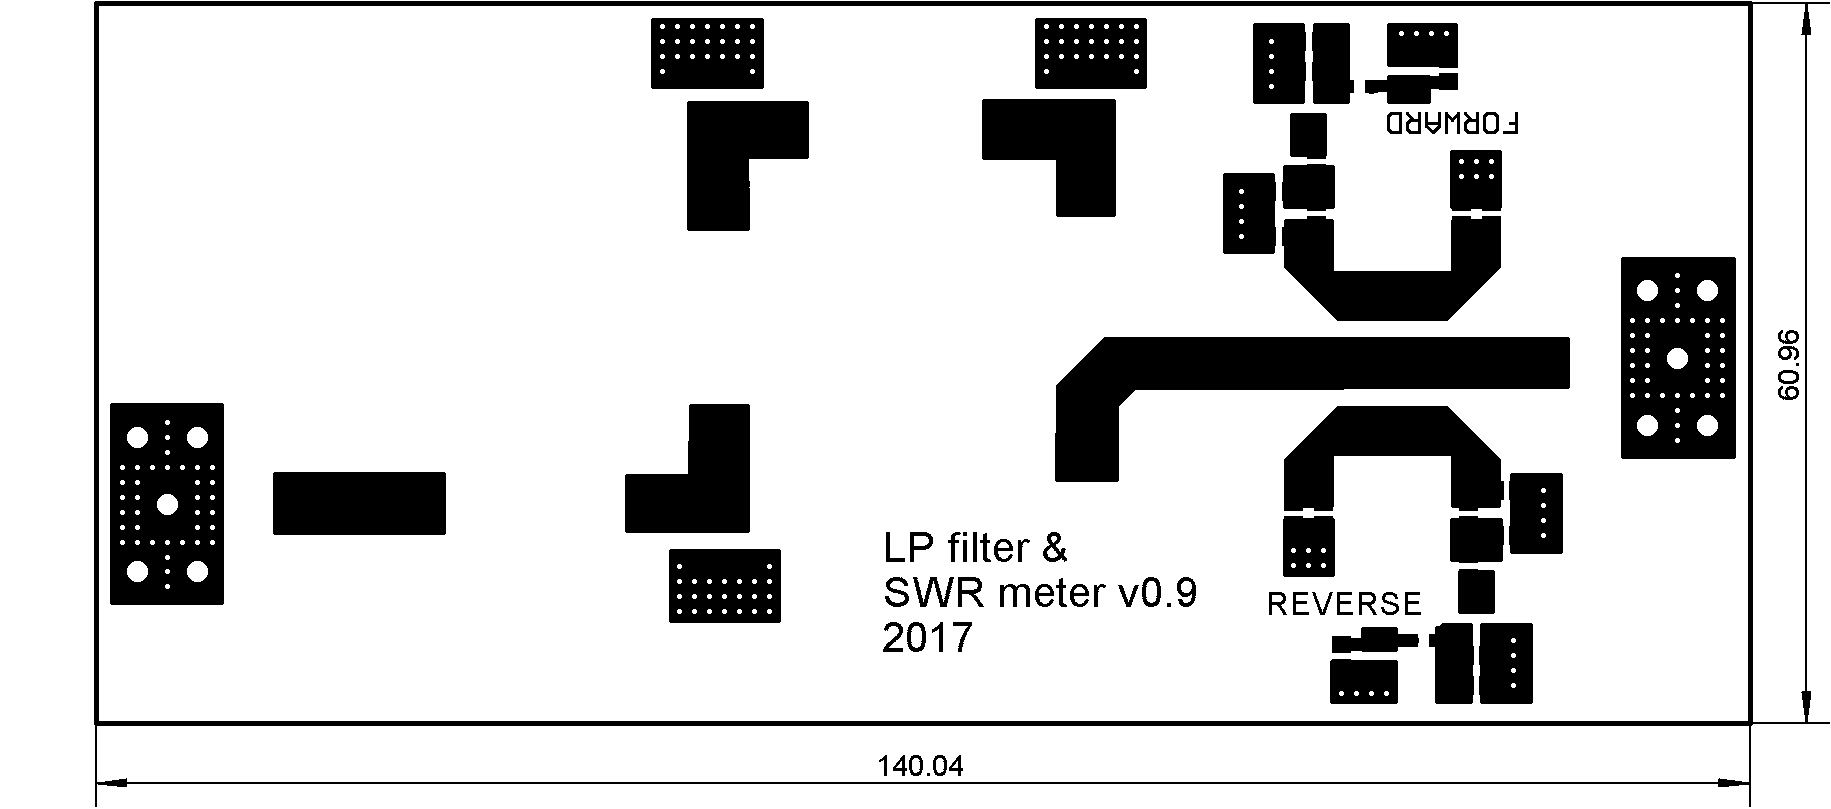 FORWARD
60.96
LP filter &
SWR meter v0.9
2017
REVERSE
140.04